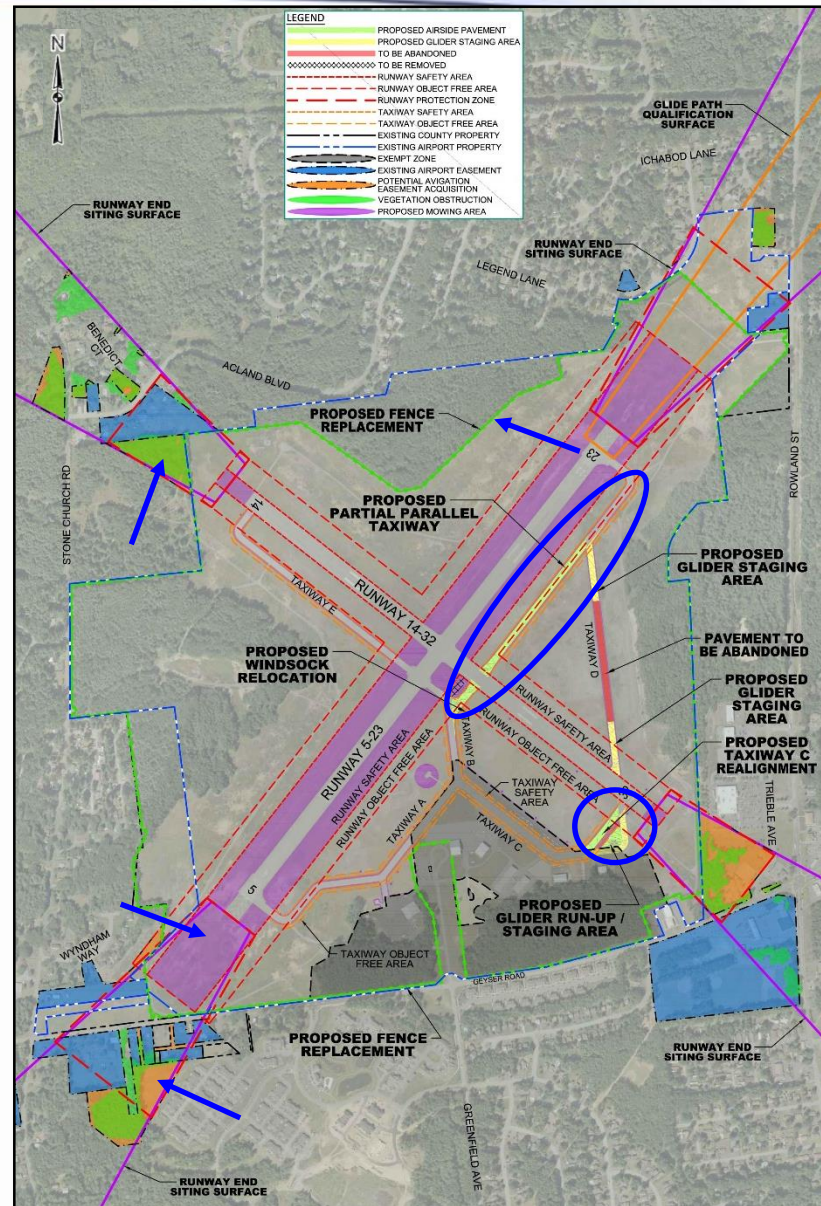 LEGEND
PROPOSED AIRSIDE PAVEMENT
PROPOSED GLIDER STAGING AREA
TO BE ABANDONED
TO BE REMOVED
RUNWAY SAFETY AREA
RUNWAY OBJECT FREE AREA
RUNWAY PROTECTION ZONE
TAXIWAY SAFETY AREA
TAXIWAY OBJECT FREE AREA
EXISTING COUNTY PROPERTY
EXISTING AIRPORT PROPERTY
EXEMPT ZONE
EXISTING AIRPORT EASEMENT
POTENTIAL AVIGATION
EASEMENT ACQUISITION
VEGETATION OBSTRUCTION
PROPOSED MOWING AREA
N
GLIDE PATH
QUALIFICATION
SURFACE
ICHABOD LANE
RUNWAY END
SITING SURFACE
RUNWAY END
SITING SURFACE
LEGEND LANE
BENEDICT
CT
ACLAND BLVD
PROPOSED FENCE
REPLACEMENT
23
STONE CHURCH RD
ROWLAND ST
14
PROPOSED
PARTIAL PARALLEL
TAXIWAY
PROPOSED
GLIDER STAGING
AREA
TAXIWAY E
RUNWAY 14-32
TAXIWAY D
PAVEMENT TO
BE ABANDONED
PROPOSED
WINDSOCK
RELOCATION
PROPOSED
GLIDER
STAGING
AREA
RUNWAY SAFETY AREA
RUNWAY OBJECT FREE AREA
TAXIWAY B
PROPOSED
TAXIWAY C
REALIGNMENT
RUNWAY 5-23
RUNWAY SAFETY AREA
RUNWAY OBJECT FREE AREA
TAXIWAY
SAFETY
AREA
TRIEBLE AVE
TAXIWAY A
TAXIWAY C
5
PROPOSED
GLIDER RUN-UP /
STAGING AREA
WYNDHAM
WAY
TAXIWAY OBJECT
FREE AREA
GEYSER ROAD
PROPOSED FENCE
REPLACEMENT
RUNWAY END
SITING SURFACE
GREENFIELD AVE
RUNWAY END
SITING SURFACE